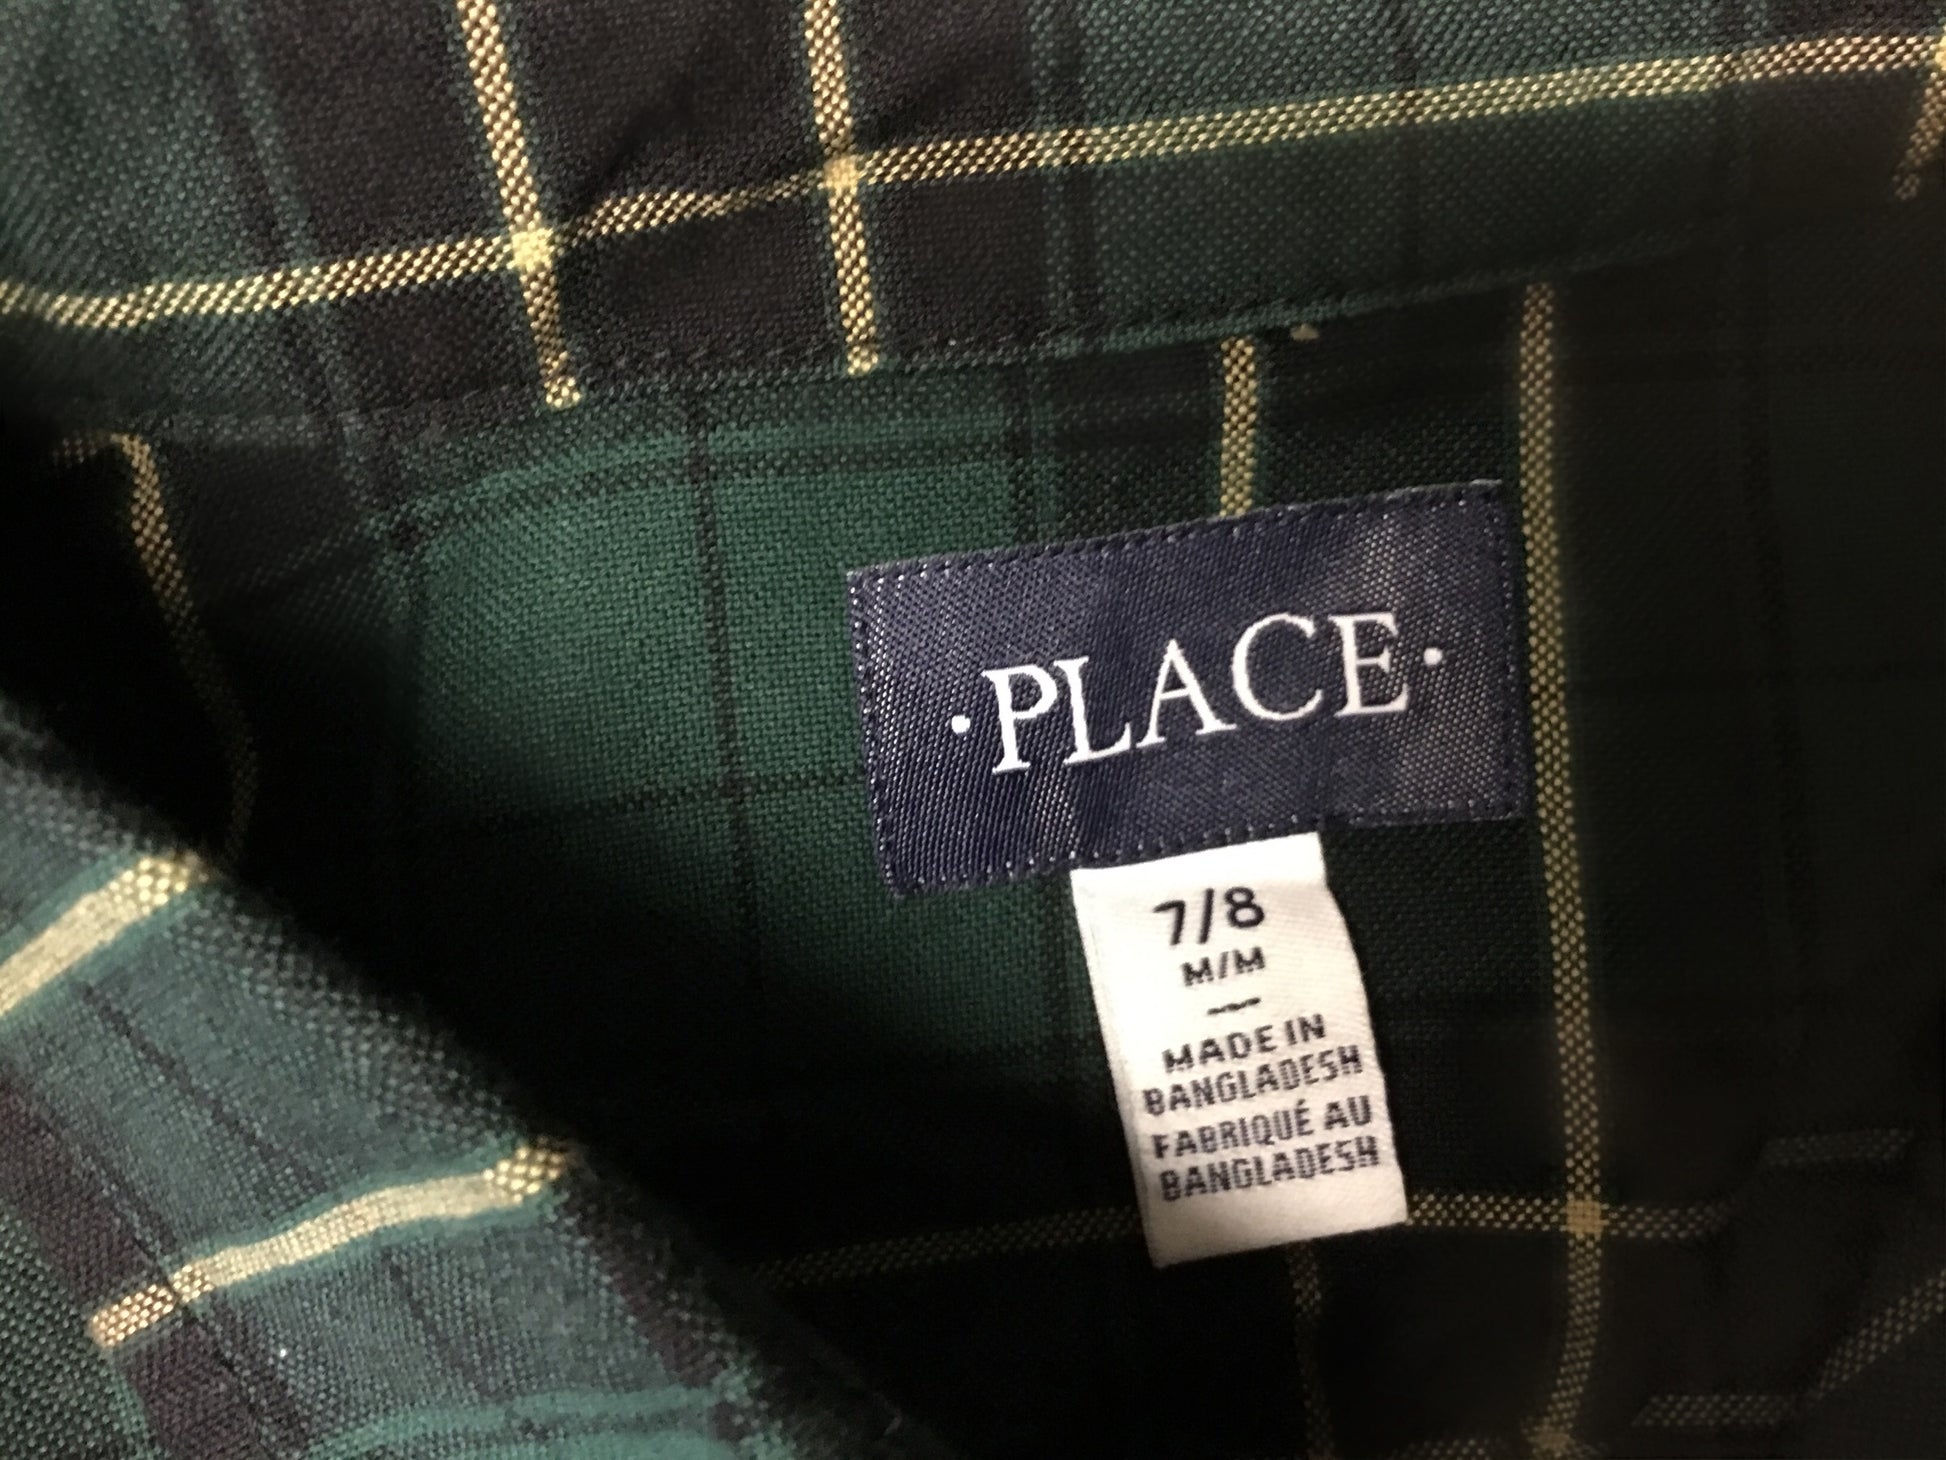 ·PLACE·
7/8
M/M
—
MADE IN
BANGLADESH
FABRIQUÉ AU
BANGLADESH